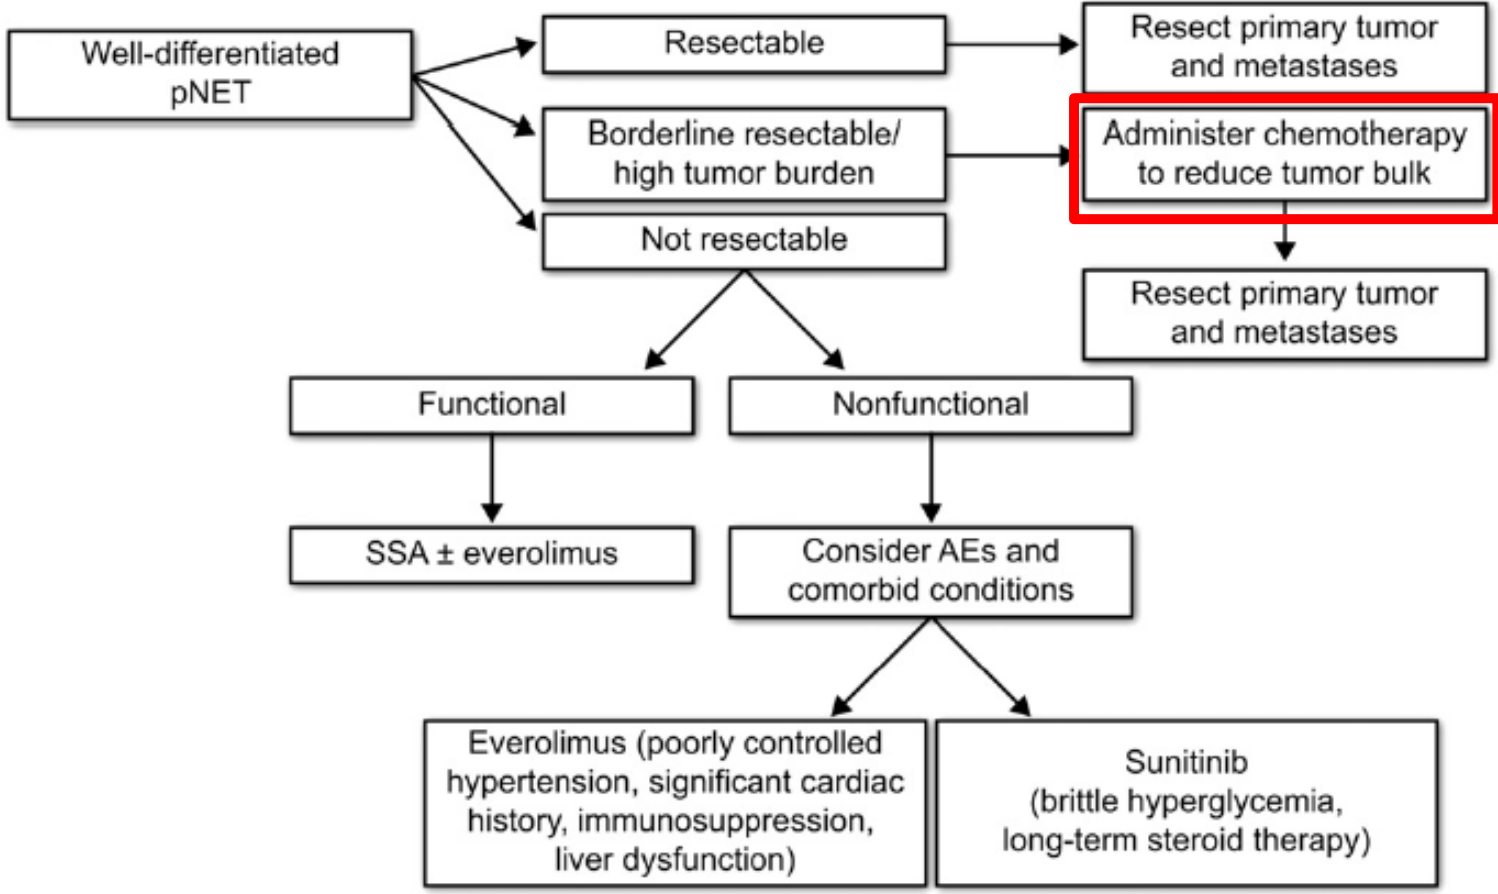 Well-differentiated
pNET
Resectable
Resect primary tumor
and metastases
Borderline resectable/
high tumor burden
Administer chemotherapy
to reduce tumor bulk
Not resectable
Resect primary tumor
and metastases
Functional
Nonfunctional
SSA ± everolimus
Consider AEs and
comorbid conditions
Everolimus (poorly controlled
hypertension, significant cardiac
history, immunosuppression,
liver dysfunction)
Sunitinib
(brittle hyperglycemia,
long-term steroid therapy)